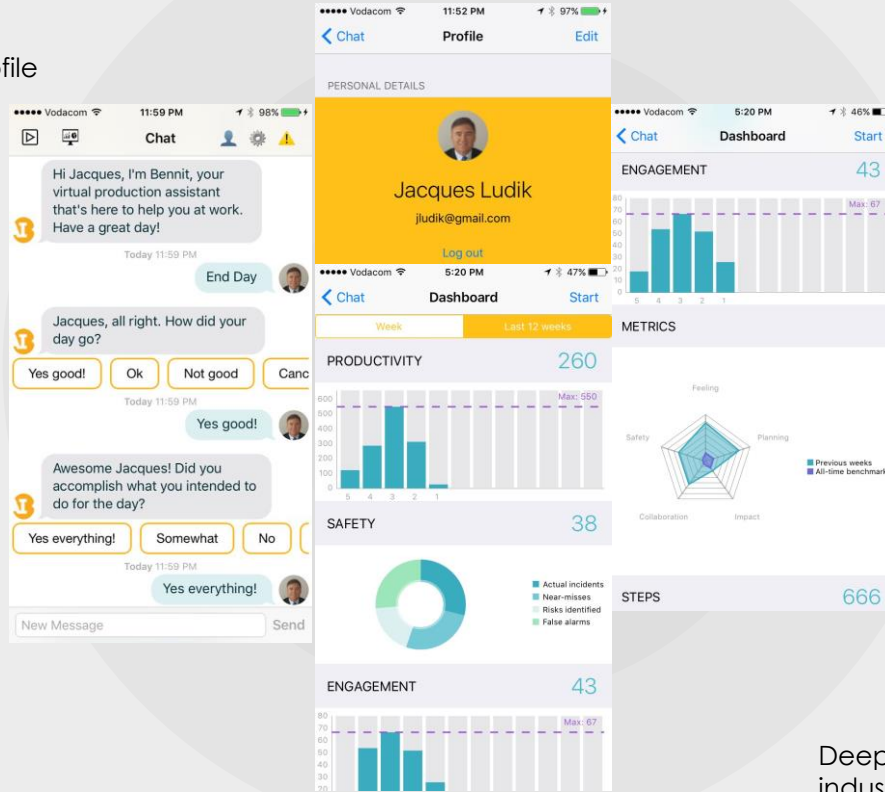 file
Vodacom 11:59 PM 98%
Chat
Hi Jacques, I'm Bennit, your
virtual production assistant
that's here to help you at work.
Have a great day!
Today 11:59 PM
End Day
Jacques, all right. How did your
day go?
Yes good! Ok Not good Canc
Today 11:59 PM
Yes good!
Awesome Jacques! Did you
accomplish what you intended to
do for the day?
Yes everything! Somewhat No
Today 11:59 PM
Yes everything!
New Message Send
Vodacom 11:52 PM 97%
Chat Profile Edit
PERSONAL DETAILS
Jacques Ludik
jludik@gmail.com
Log out
Vodacom 5:20 PM 47%
Chat Dashboard Start
Week Last 12 weeks
PRODUCTIVITY 260
Max: 550
600
500
400
300
200
100
0
5 4 3 2 1
SAFETY 38
Actual incidents
Near-misses
Risks identified
False alarms
ENGAGEMENT 43
Max: 67
80
70
60
50
40
30
20
Vodacom 5:20 PM 46%
Chat Dashboard Start
ENGAGEMENT 43
Max: 67
80
70
60
50
40
30
20
10
0
5 4 3 2 1
METRICS
Feeling
Safety Planning
Previous weeks
All-time benchmark
Collaboration Impact
STEPS 666
Deep
indus